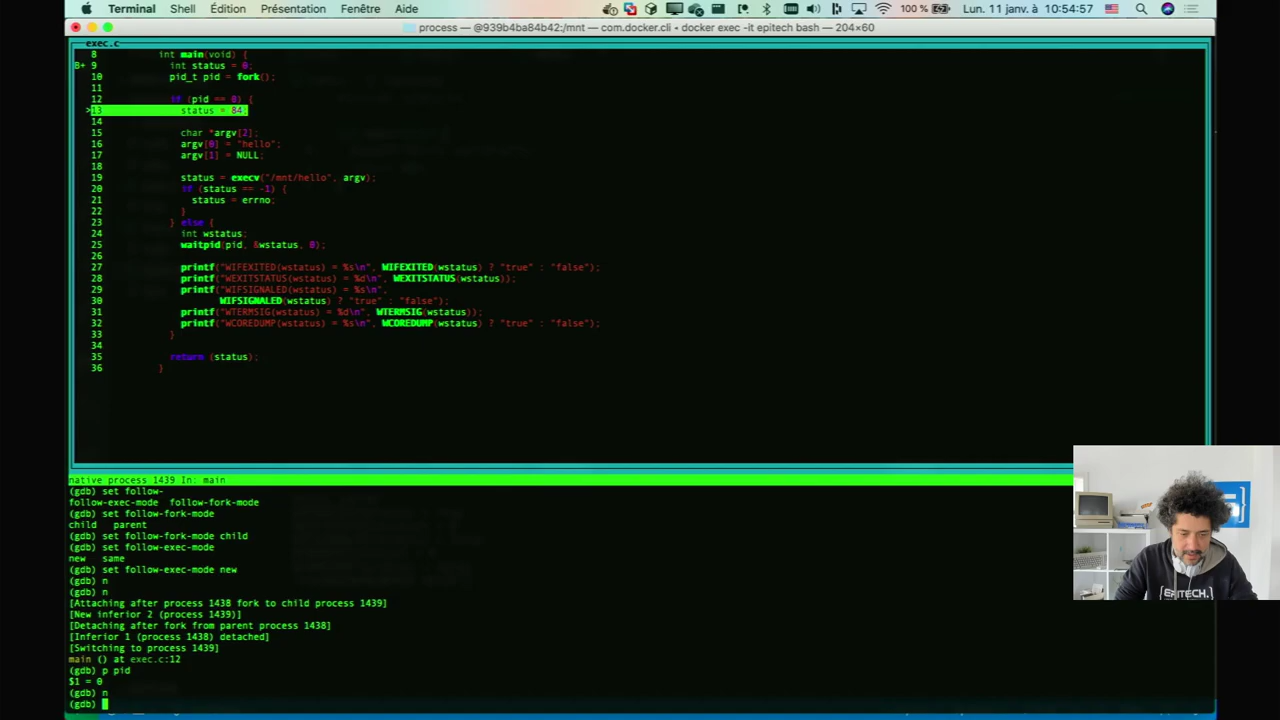 Terminal Shell Édition Présentation Fenêtre Aide 100 % Lun. 11 janv. à 10:54:57
process — @939b4ba84b42:/mnt — com.docker.cli • docker exec -it epitech bash — 204×60
exec.c
8 int main(void) {
B+ 9 int status = 0;
10 pid_t pid = fork();
11
12 if (pid == 0) {
>13 status = 84;
14
15 char *argv[2];
16 argv[0] = "hello";
17 argv[1] = NULL;
18
19 status = execv("/mnt/hello", argv);
20 if (status == -1) {
21 status = errno;
22 }
23 } else {
24 int wstatus;
25 waitpid(pid, &wstatus, 0);
26
27 printf("WIFEXITED(wstatus) = %s\n", WIFEXITED(wstatus) ? "true" : "false");
28 printf("WEXITSTATUS(wstatus) = %d\n", WEXITSTATUS(wstatus));
29 printf("WIFSIGNALED(wstatus) = %s\n",
30 WIFSIGNALED(wstatus) ? "true" : "false");
31 printf("WTERMSIG(wstatus) = %d\n", WTERMSIG(wstatus));
32 printf("WCOREDUMP(wstatus) = %s\n", WCOREDUMP(wstatus) ? "true" : "false");
33 }
34
35 return (status);
36 }
native process 1439 In: main
(gdb) set follow-
follow-exec-mode follow-fork-mode
(gdb) set follow-fork-mode
child parent
(gdb) set follow-fork-mode child
(gdb) set follow-exec-mode
new same
(gdb) set follow-exec-mode new
(gdb) n
(gdb) n
[Attaching after process 1438 fork to child process 1439]
[New inferior 2 (process 1439)]
[Detaching after fork from parent process 1438]
[Inferior 1 (process 1438) detached]
[Switching to process 1439]
main () at exec.c:12
(gdb) p pid
$1 = 0
(gdb) n
(gdb)
{EPITECH.